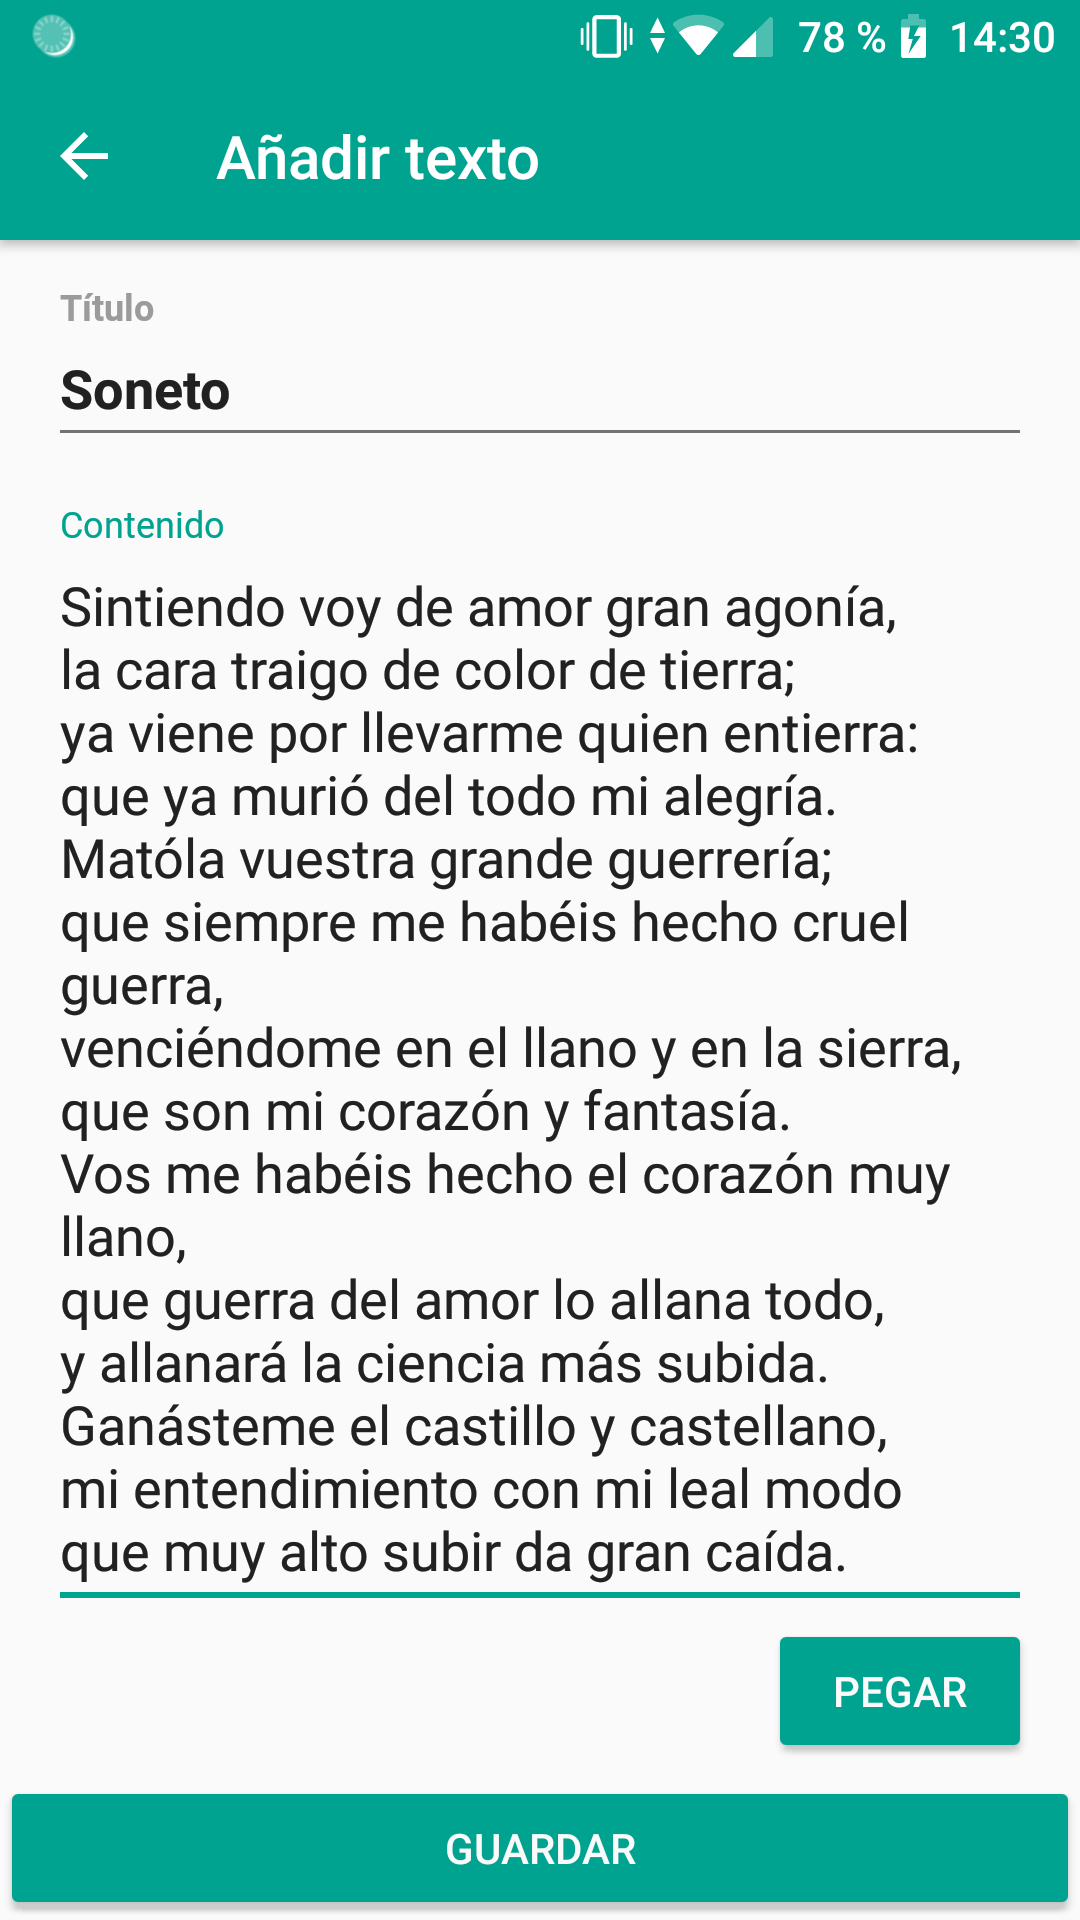 78 % 14:30
Añadir texto
Título
Soneto
Contenido
Sintiendo voy de amor gran agonía,
la cara traigo de color de tierra;
ya viene por llevarme quien entierra:
que ya murió del todo mi alegría.
Matóla vuestra grande guerrería;
que siempre me habéis hecho cruel
guerra,
venciéndome en el llano y en la sierra,
que son mi corazón y fantasía.
Vos me habéis hecho el corazón muy
llano,
que guerra del amor lo allana todo,
y allanará la ciencia más subida.
Ganásteme el castillo y castellano,
mi entendimiento con mi leal modo
que muy alto subir da gran caída.
PEGAR
GUARDAR